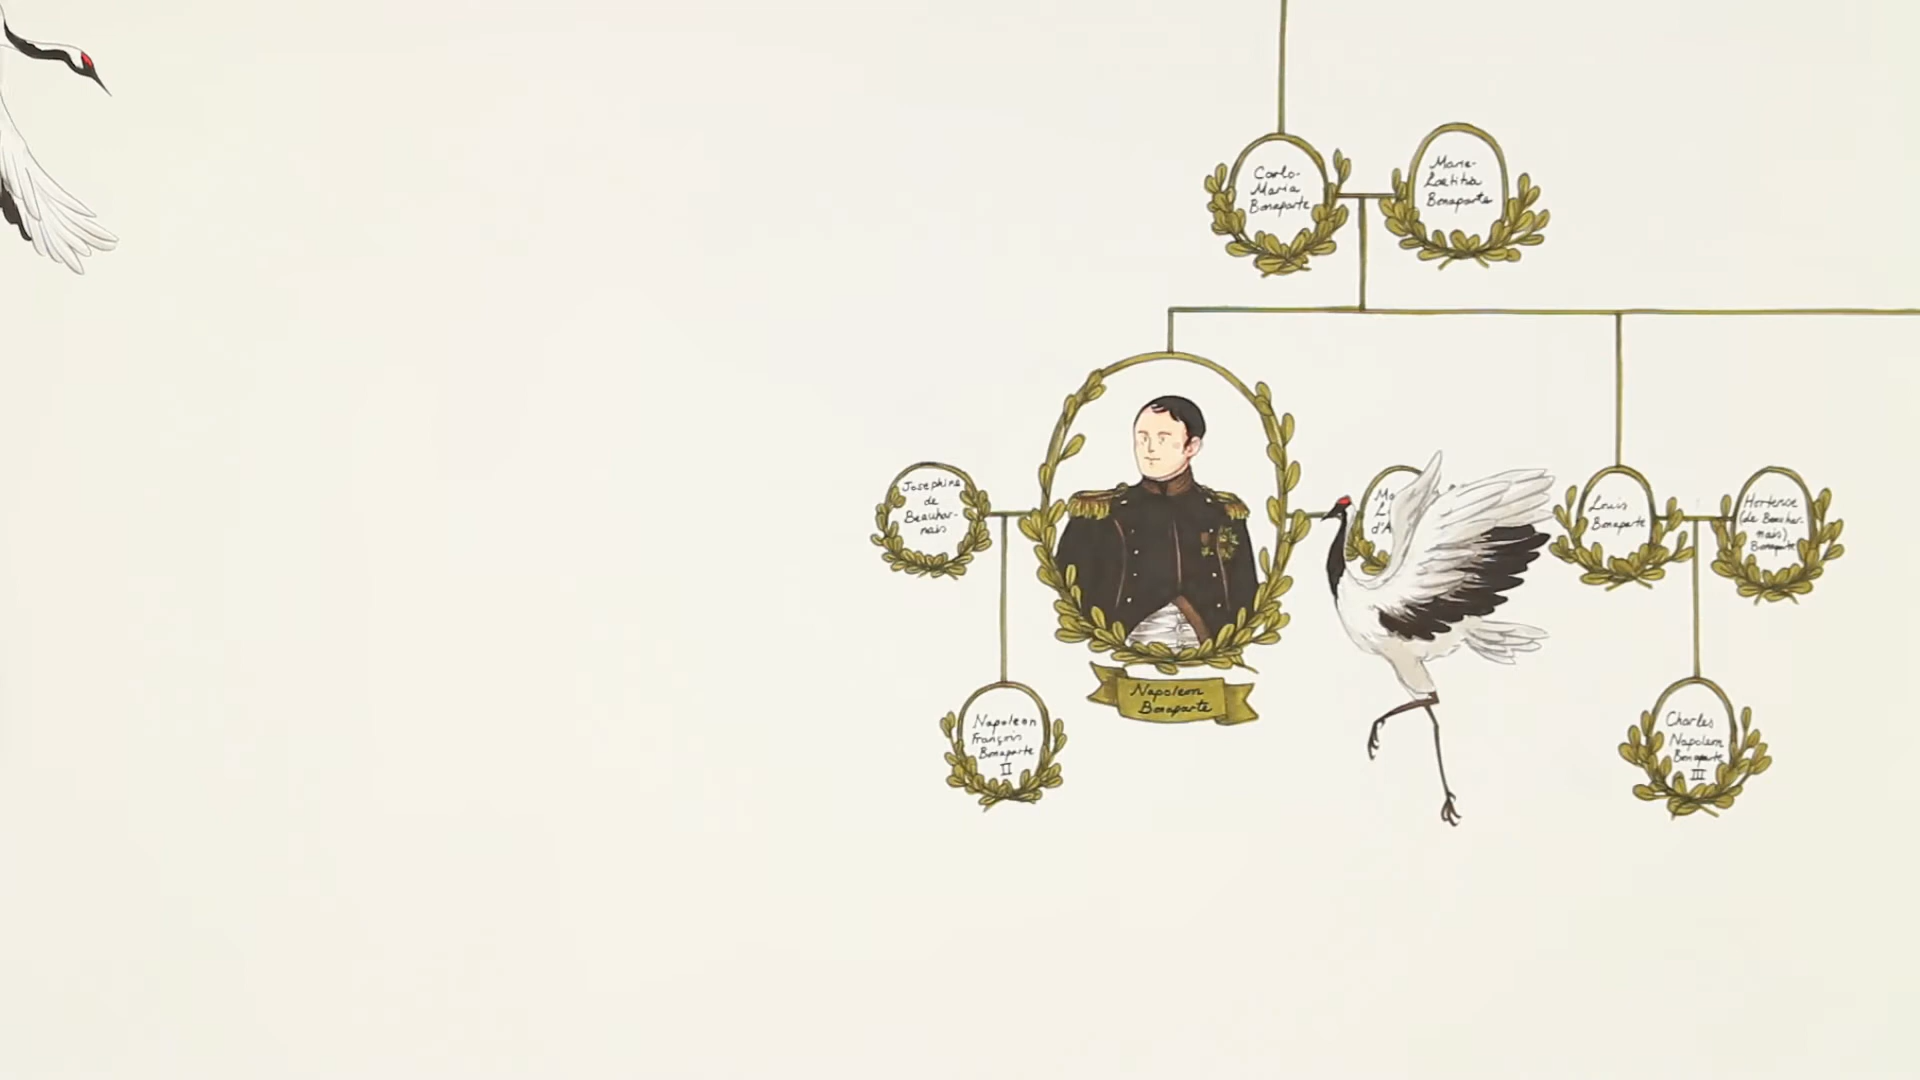 Carlo-
Maria
Bonaparte
Marie-
Laetitia
Bonaparte
Josephine
de
Beauhar-
nais
Napoleon
Bonaparte
Louis
Bonaparte
Hortense
(de Beauhar-
nais)
Bonaparte
Napoleon
François
Bonaparte
II
Charles
Napoleon
Bonaparte
III